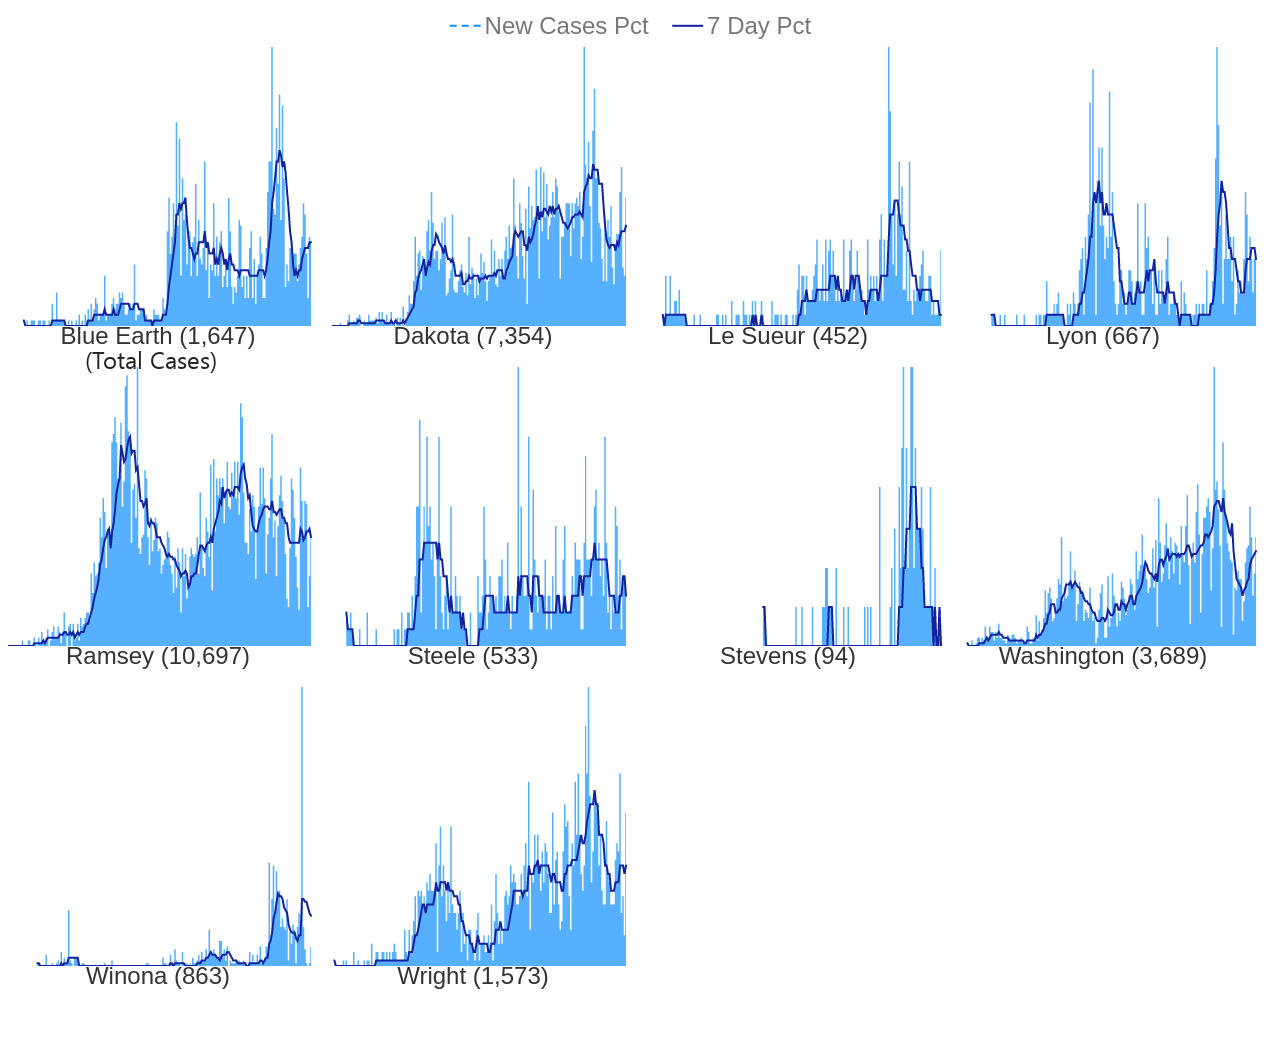 New Cases Pct 7 Day Pct
Blue Earth (1,647) Dakota (7,354) Le Sueur (452) Lyon (667)
(Total Cases)
Ramsey (10,697) Steele (533) Stevens (94) Washington (3,689)
Winona (863) Wright (1,573)